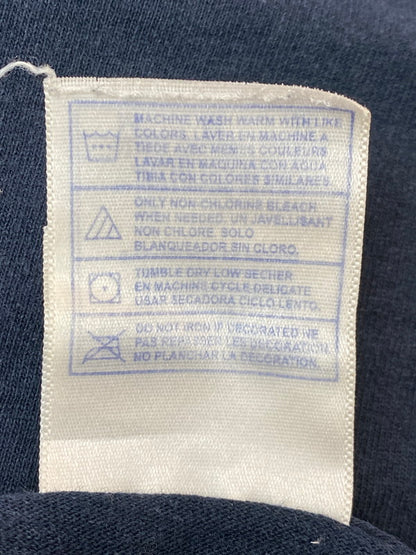 MACHINE WASH WARM WITH LIKE
COLORS. LAVER EN MACHINE A
TIEDE AVEC MEMES COULEURS
LAVAR EN MAQUINA CON AGUA
TIBIA CON COLORES SIMILARES.
ONLY NON-CHLORINE BLEACH
WHEN NEEDED. UN JAVELLISANT
NON CHLORE. SOLO
BLANQUEADOR SIN CLORO.
TUMBLE DRY LOW SECHER
EN MACHINE CYCLE DELICATE
USAR SECADORA CICLO LENTO.
DO NOT IRON IF DECORATED NE
PAS REPASSER LES DECORATION
NO PLANCHAR LA DECORATION.